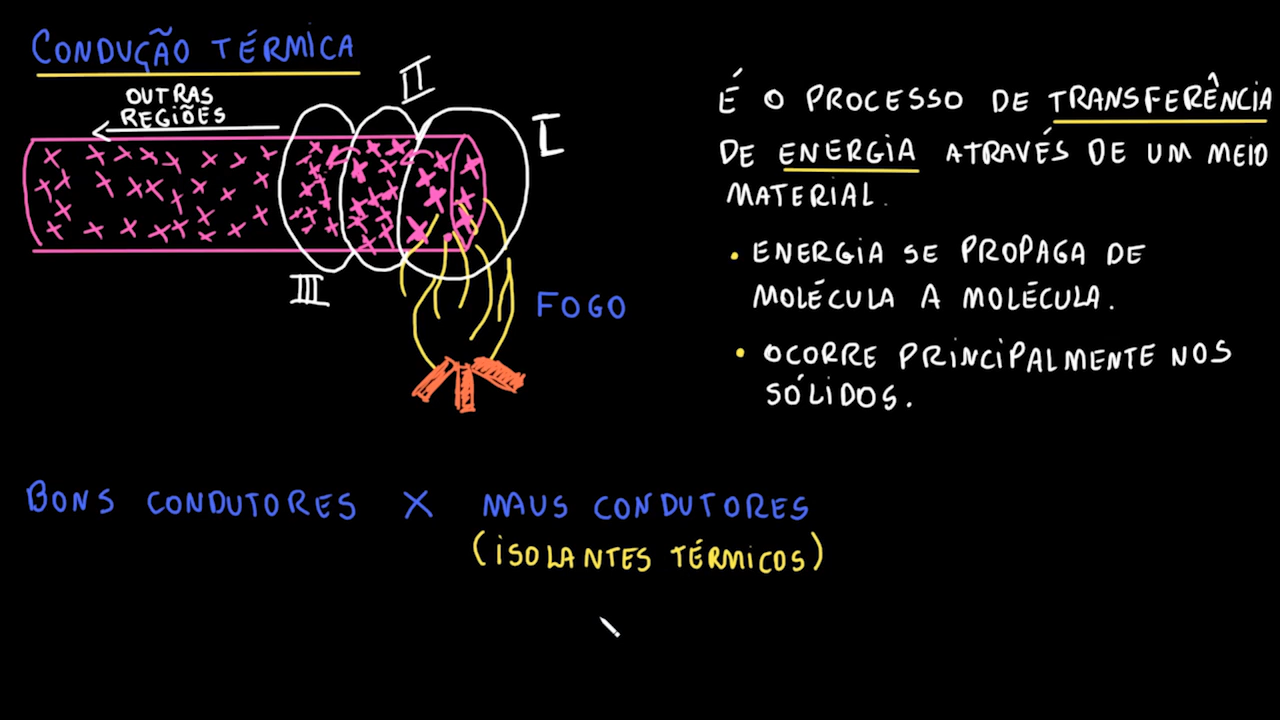 CONDUÇÃO TÉRMICA
OUTRAS
REGIÕES
II
I
III
FOGO
É O PROCESSO DE TRANSFERÊNCIA
DE ENERGIA ATRAVÉS DE UM MEIO
MATERIAL.
• ENERGIA SE PROPAGA DE
MOLÉCULA A MOLÉCULA.
• OCORRE PRINCIPALMENTE NOS
SÓLIDOS.
BONS CONDUTORES X MAUS CONDUTORES
(ISOLANTES TÉRMICOS)